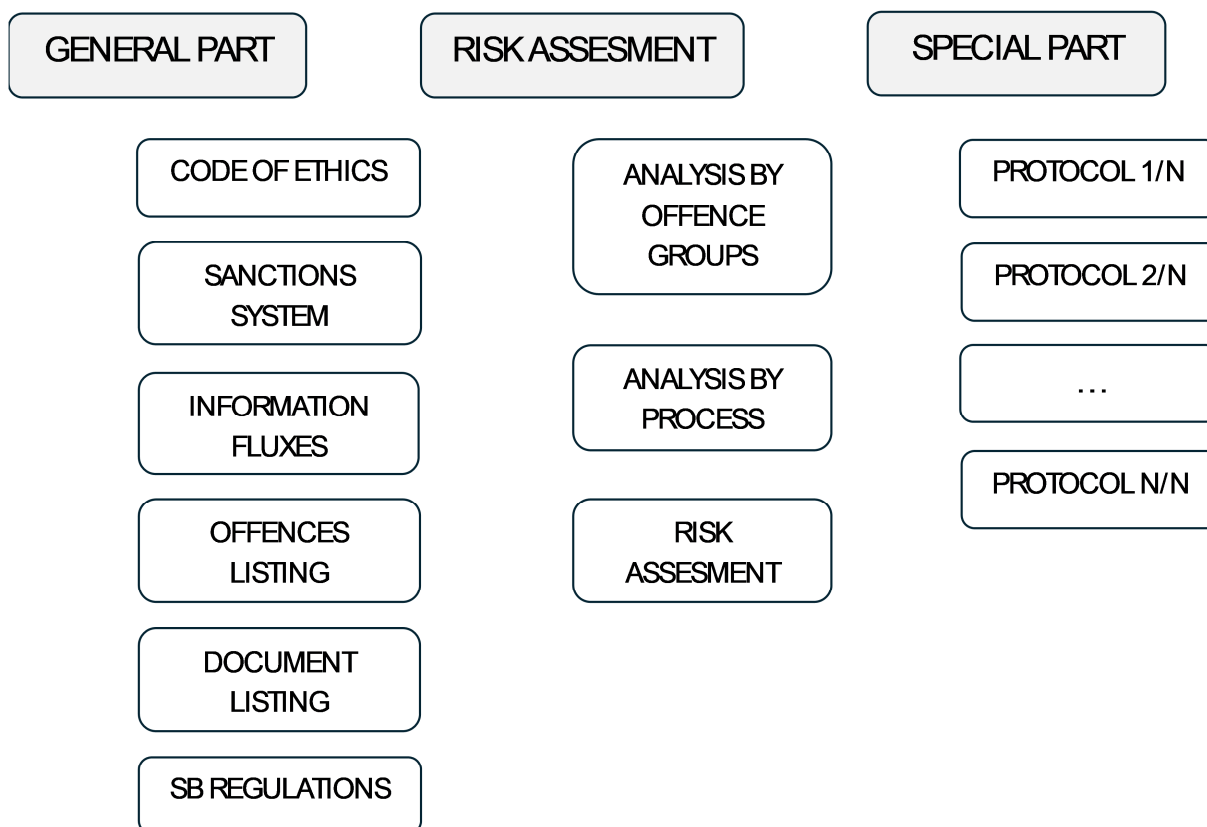 GENERAL PART
RISK ASSESMENT
SPECIAL PART
CODE OF ETHICS
SANCTIONS
SYSTEM
INFORMATION
FLUXES
OFFENCES
LISTING
DOCUMENT
LISTING
SB REGULATIONS
ANALYSIS BY
OFFENCE
GROUPS
ANALYSIS BY
PROCESS
RISK
ASSESMENT
PROTOCOL 1/N
PROTOCOL 2/N
...
PROTOCOL N/N